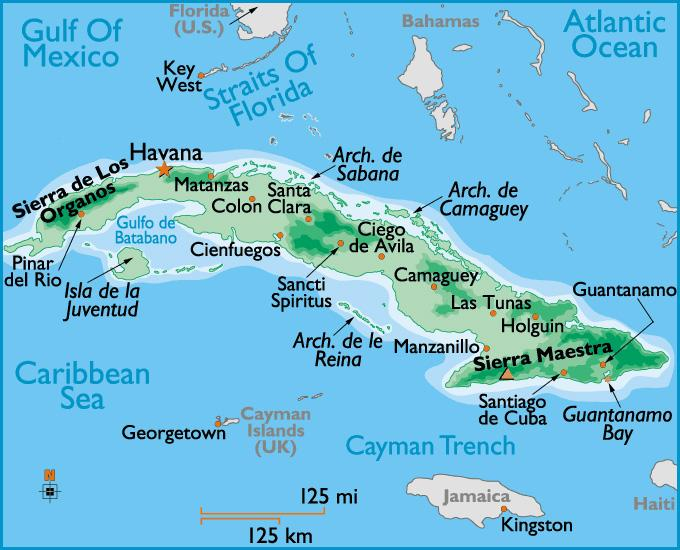 Gulf Of
Mexico
Florida
(U.S.)
Bahamas
Atlantic
Ocean
Key
West
Straits Of
Florida
Havana
Arch. de
Sabana
Sierra de Los
Organos
Matanzas
Colon
Santa
Clara
Arch. de
Camaguey
Gulfo de
Batabano
Cienfuegos
Ciego
de Avila
Pinar
del Rio
Isla de la
Juventud
Sancti
Spiritus
Camaguey
Guantanamo
Las Tunas
Holguin
Arch. de le
Reina
Manzanillo
Sierra Maestra
Caribbean
Sea
Santiago
de Cuba
Guantanamo
Bay
Georgetown
Cayman
Islands
(UK)
Cayman Trench
N
125 mi
125 km
Jamaica
Kingston
Haiti